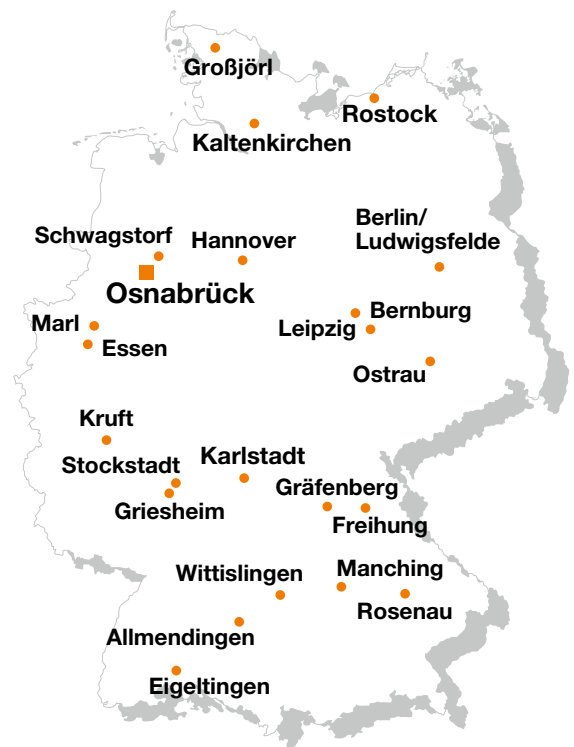 Großjörl
Rostock
Kaltenkirchen
Berlin/
Ludwigsfelde
Schwagstorf
Hannover
Osnabrück
Bernburg
Marl
Leipzig
Essen
Ostrau
Kruft
Karlstadt
Stockstadt
Gräfenberg
Griesheim
Freihung
Manching
Wittislingen
Rosenau
Allmendingen
Eigeltingen